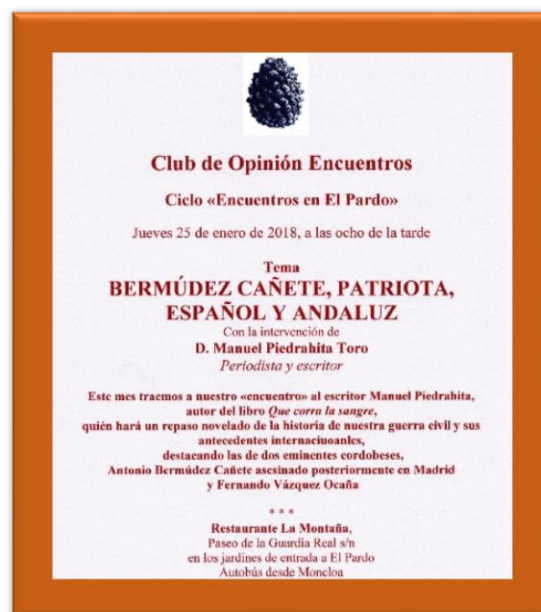 Club de Opinión Encuentros
Ciclo «Encuentros en El Pardo»
Jueves 25 de enero de 2018, a las ocho de la tarde
Tema
BERMÚDEZ CAÑETE, PATRIOTA,
ESPAÑOL Y ANDALUZ
Con la intervención de
D. Manuel Piedrahita Toro
Periodista y escritor
Este mes traemos a nuestro «encuentro» al escritor Manuel Piedrahita,
autor del libro Que corra la sangre,
quién hará un repaso novelado de la historia de nuestra guerra civil y sus
antecedentes internaciuoanles,
destacando las de dos eminentes cordobeses,
Antonio Bermúdez Cañete asesinado posteriormente en Madrid
y Fernando Vázquez Ocaña
* * *
Restaurante La Montaña,
Paseo de la Guardia Real s/n
en los jardines de entrada a El Pardo
Autobús desde Moncloa